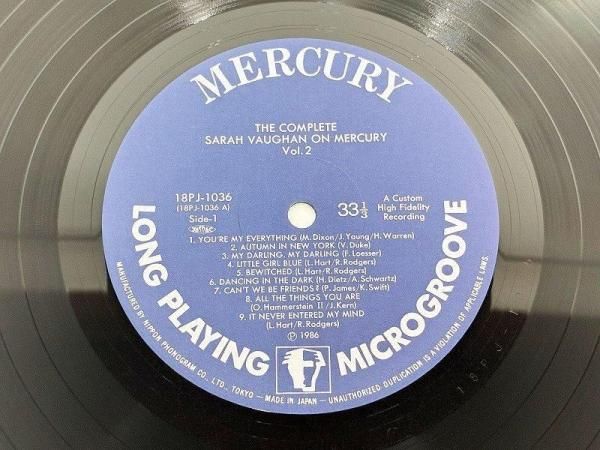 MERCURY
THE COMPLETE
SARAH VAUGHAN ON MERCURY
Vol. 2
18PJ-1036
(18PJ-1036 A)
Side-1
33 1/3
A Custom
High Fidelity
Recording
1. YOU'RE MY EVERYTHING (M. Dixon/J. Young/H. Warren)
2. AUTUMN IN NEW YORK (V. Duke)
3. MY DARLING, MY DARLING (F. Loesser)
4. LITTLE GIRL BLUE (L. Hart/R. Rodgers)
5. BEWITCHED (L. Hart/R. Rodgers)
6. DANCING IN THE DARK (H. Dietz/A. Schwartz)
7. CAN'T WE BE FRIENDS? (P. James/K. Swift)
8. ALL THE THINGS YOU ARE
(O. Hammerstein II/J. Kern)
9. IT NEVER ENTERED MY MIND
(L. Hart/R. Rodgers)
Ⓟ 1986
LONG PLAYING
MICROGROOVE
MANUFACTURED BY NIPPON PHONOGRAM CO., LTD., TOKYO - MADE IN JAPAN - UNAUTHORIZED DUPLICATION IS A VIOLATION OF APPLICABLE LAWS.